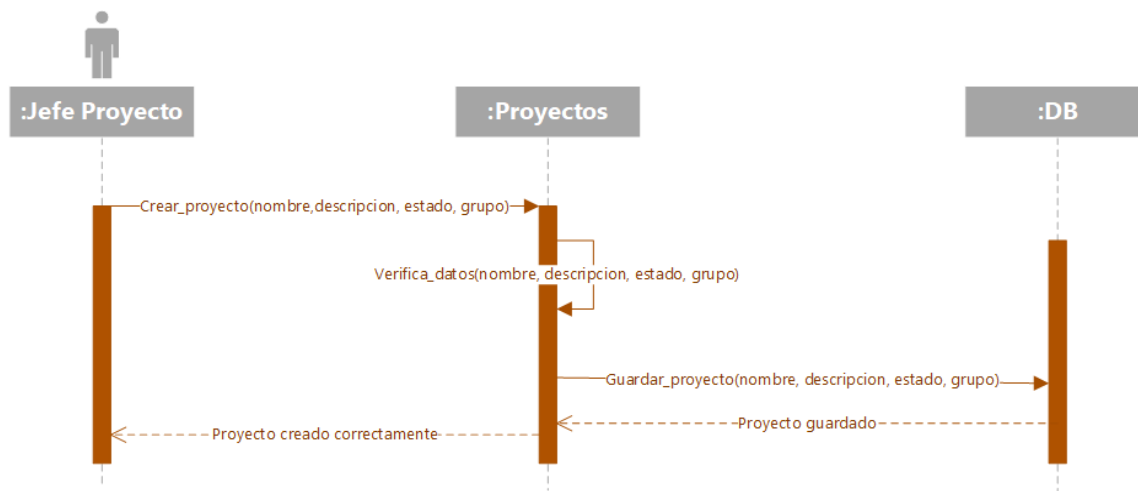 :Jefe Proyecto
:Proyectos
:DB
Crear_proyecto(nombre,descripcion, estado, grupo)
Verifica_datos(nombre, descripcion, estado, grupo)
Guardar_proyecto(nombre, descripcion, estado, grupo)
Proyecto guardado
Proyecto creado correctamente